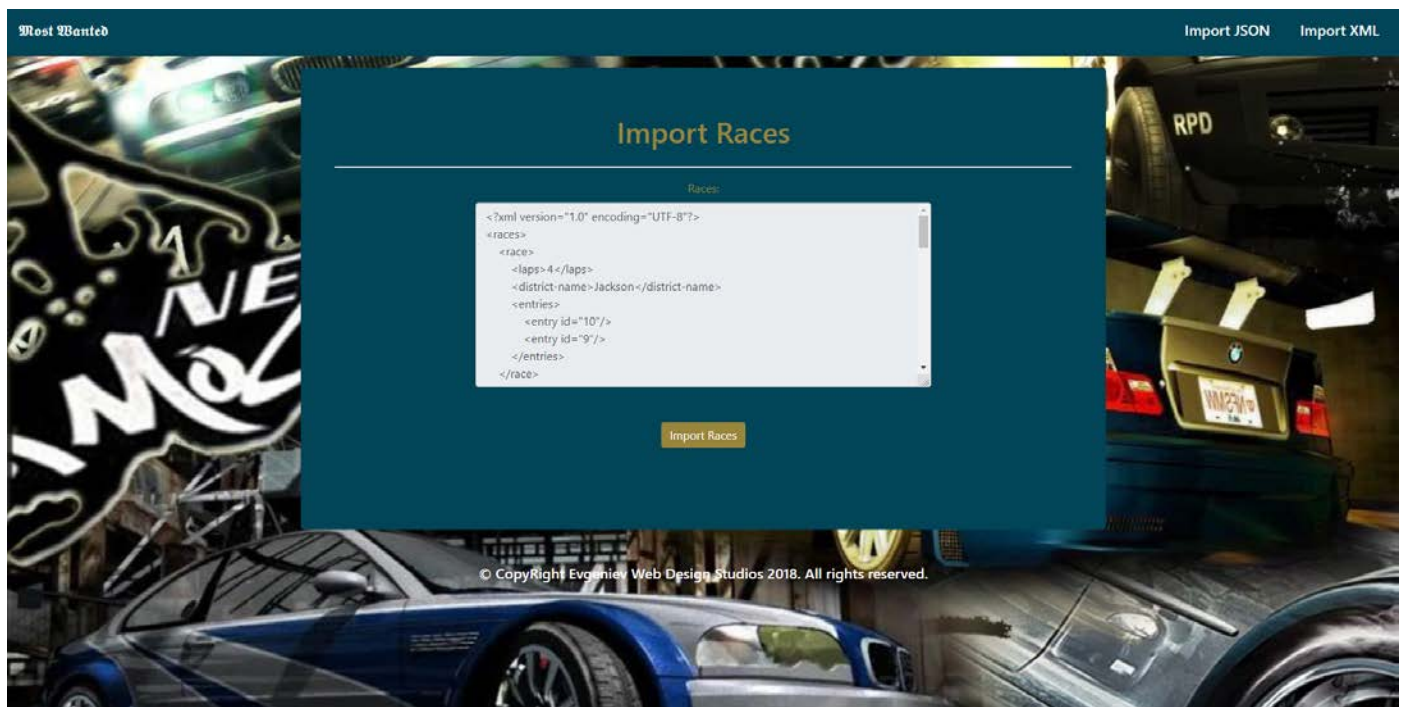 Most Wanted
Import JSON Import XML
RPD
Import Races
Races:
<?xml version="1.0" encoding="UTF-8"?>
<races>
<race>
<laps>4</laps>
<district-name>Jackson</district-name>
<entries>
<entry id="10"/>
<entry id="9"/>
</entries>
</race>
Import Races
© CopyRight Evgeniev Web Design Studios 2018. All rights reserved.